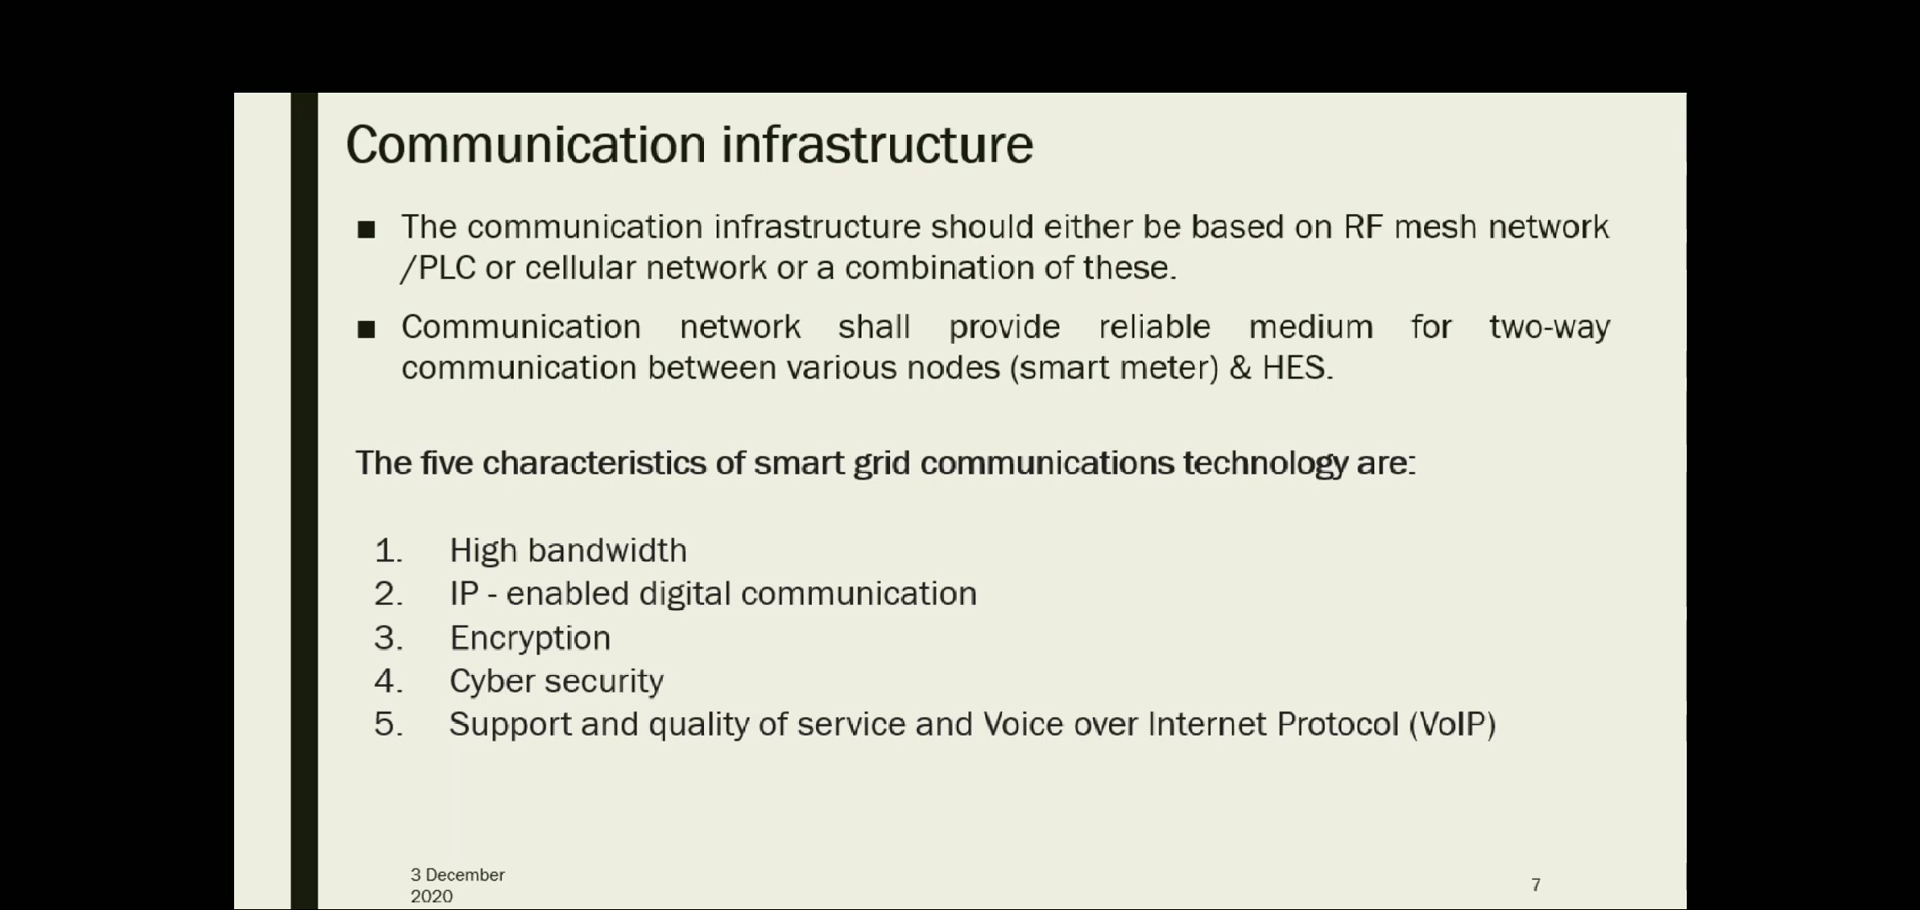 Communication infrastructure
■ The communication infrastructure should either be based on RF mesh network
/PLC or cellular network or a combination of these.
■ Communication network shall provide reliable medium for two-way
communication between various nodes (smart meter) & HES.
The five characteristics of smart grid communications technology are:
1. High bandwidth
2. IP - enabled digital communication
3. Encryption
4. Cyber security
5. Support and quality of service and Voice over Internet Protocol (VoIP)
3 December
2020
7